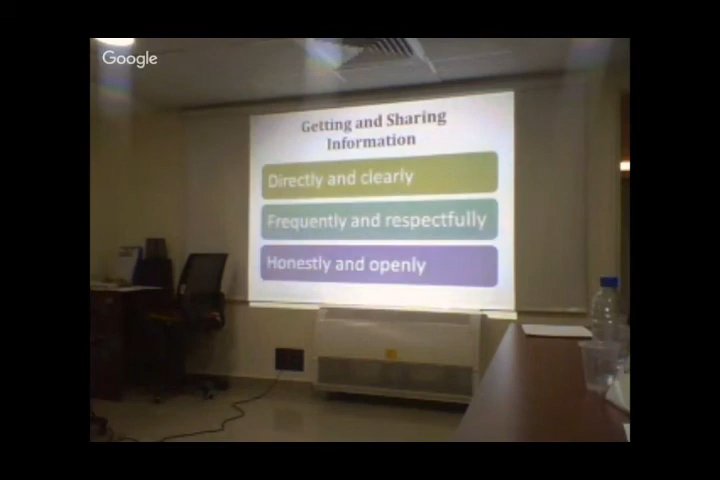 Google
Getting and Sharing
Information
Directly and clearly
Frequently and respectfully
Honestly and openly